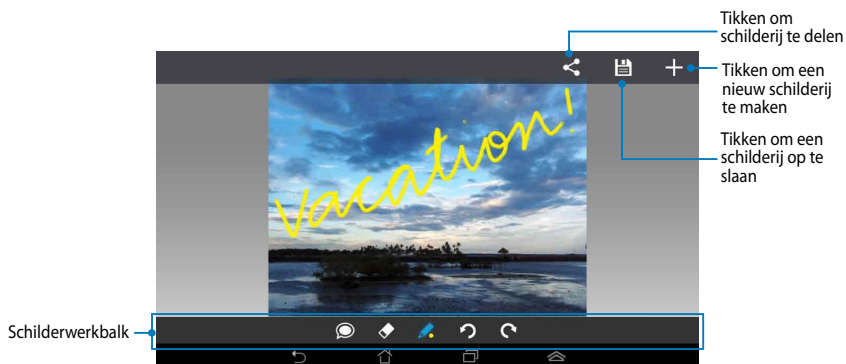 Tikken om
schilderij te delen
Tikken om een
nieuw schilderij
te maken
Tikken om een
schilderij op te
slaan
vacation!
Schilderwerkbalk